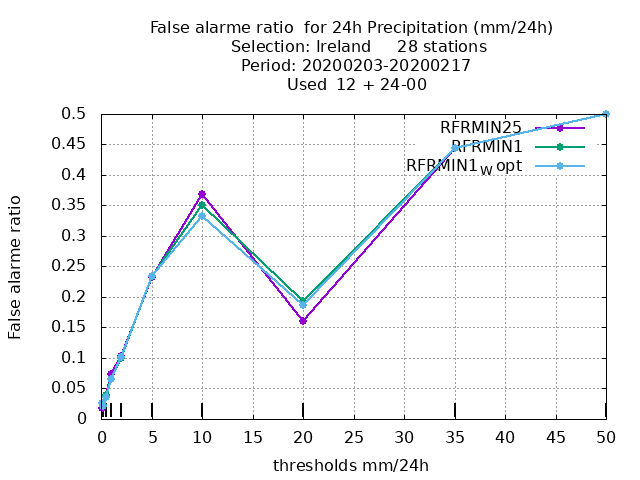 False alarme ratio  for 24h Precipitation (mm/24h)
Selection: Ireland     28 stations
Period: 20200203-20200217
Used  12 + 24-00
RFRMIN25
RFRMIN1
RFRMIN1W opt
False alarme ratio
0.5
0.45
0.4
0.35
0.3
0.25
0.2
0.15
0.1
0.05
0
0 5 10 15 20 25 30 35 40 45 50
thresholds mm/24h